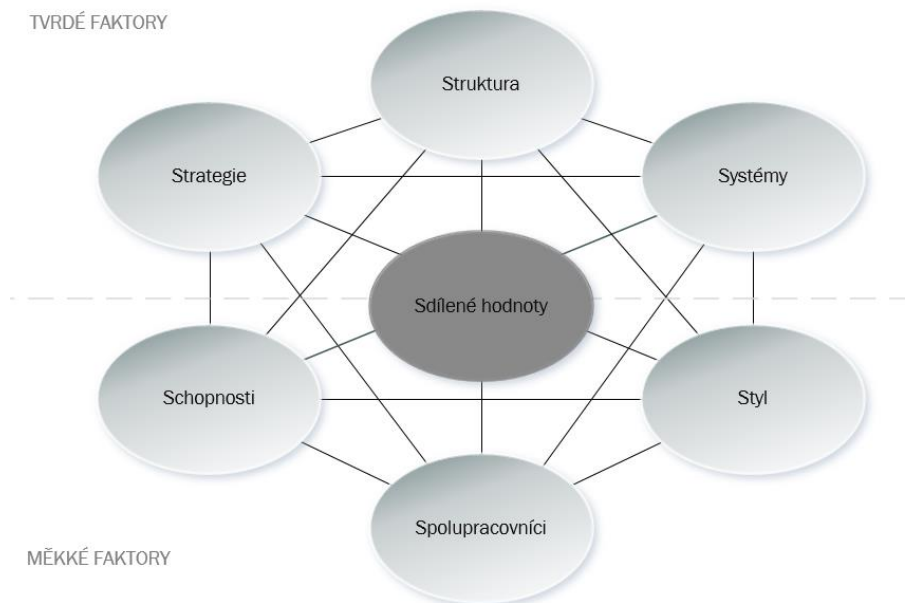 TVRDÉ FAKTORY
Struktura
Strategie
Systémy
Sdílené hodnoty
Schopnosti
Styl
Spolupracovníci
MĚKKÉ FAKTORY